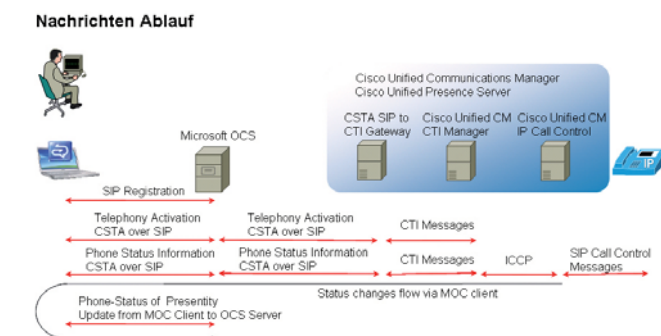 Nachrichten Ablauf
Cisco Unified Communications Manager
Cisco Unified Presence Server
CSTA SIP to
CTI Gateway
Cisco Unified CM
CTI Manager
Cisco Unified CM
IP Call Control
Microsoft OCS
IP
SIP Registration
Telephony Activation
CSTA over SIP
Telephony Activation
CSTA over SIP
CTI Messages
Phone Status Information
CSTA over SIP
Phone Status Information
CSTA over SIP
CTI Messages
ICCP
SIP Call Control
Messages
Status changes flow via MOC client
Phone-Status of Presentity
Update from MOC Client to OCS Server